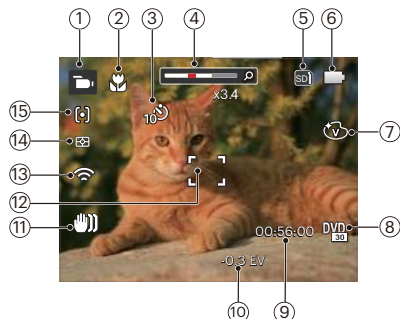 ① ② ③ ④ ⑤ ⑥
SD
x3.4
10
⑮
⑭ V ⑦
⑬
⑫
⑪ 00:56:00 DVD ⑧
30
-0.3 EV
⑩ ⑨